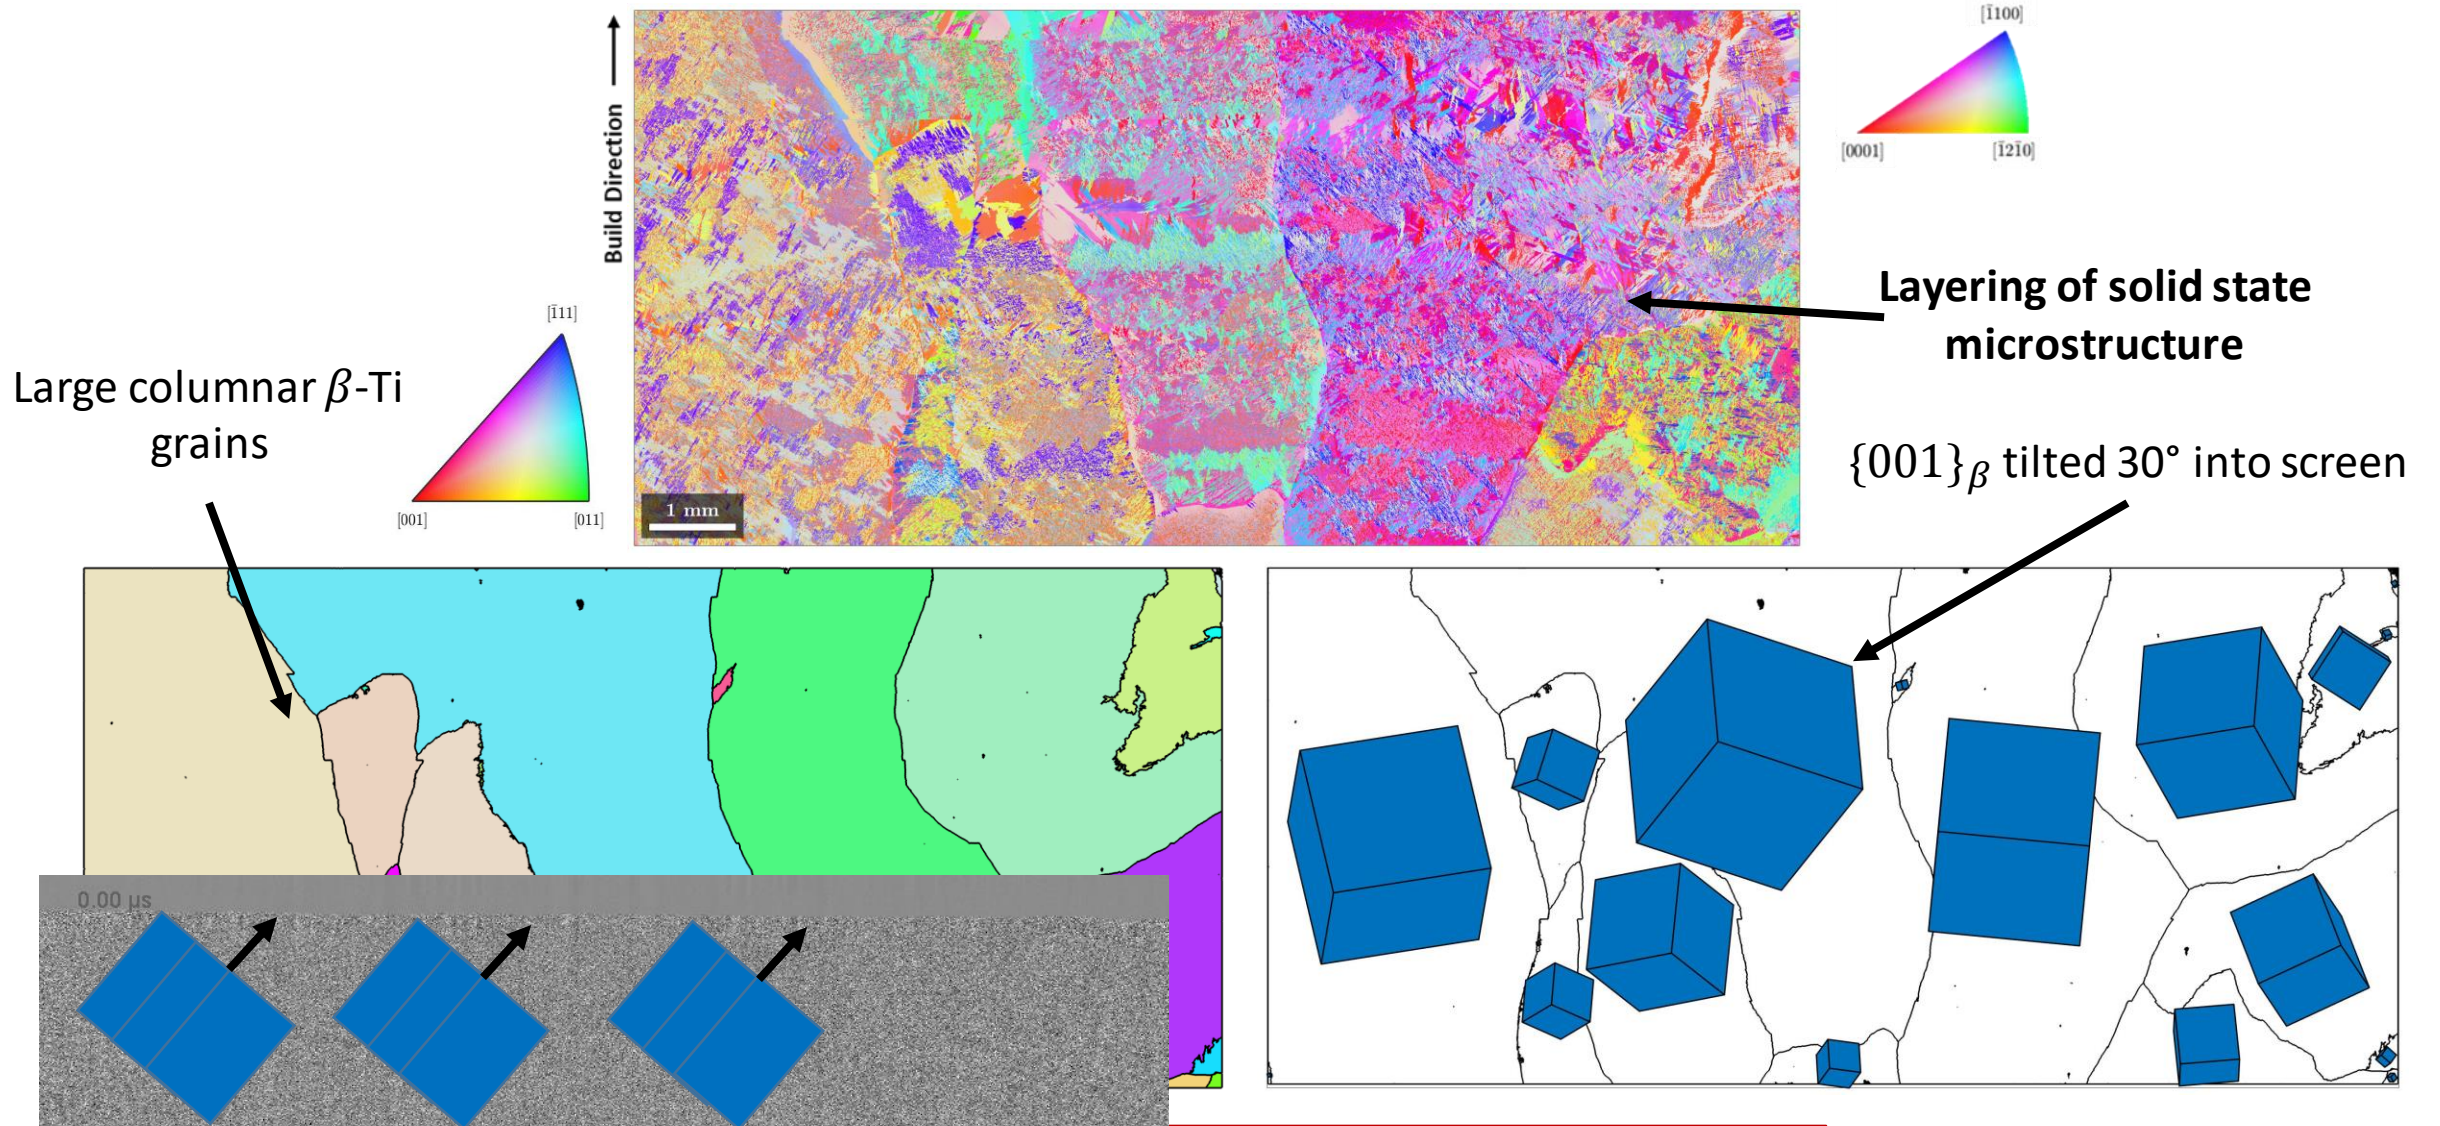 [1̄100]
[0001]
[1̄21̄0]
Build Direction
1 mm
Layering of solid state
microstructure
[1̄11]
[001]
[011]
Large columnar 𝛽-Ti
grains
{001}𝛽 tilted 30° into screen
0.00 µs